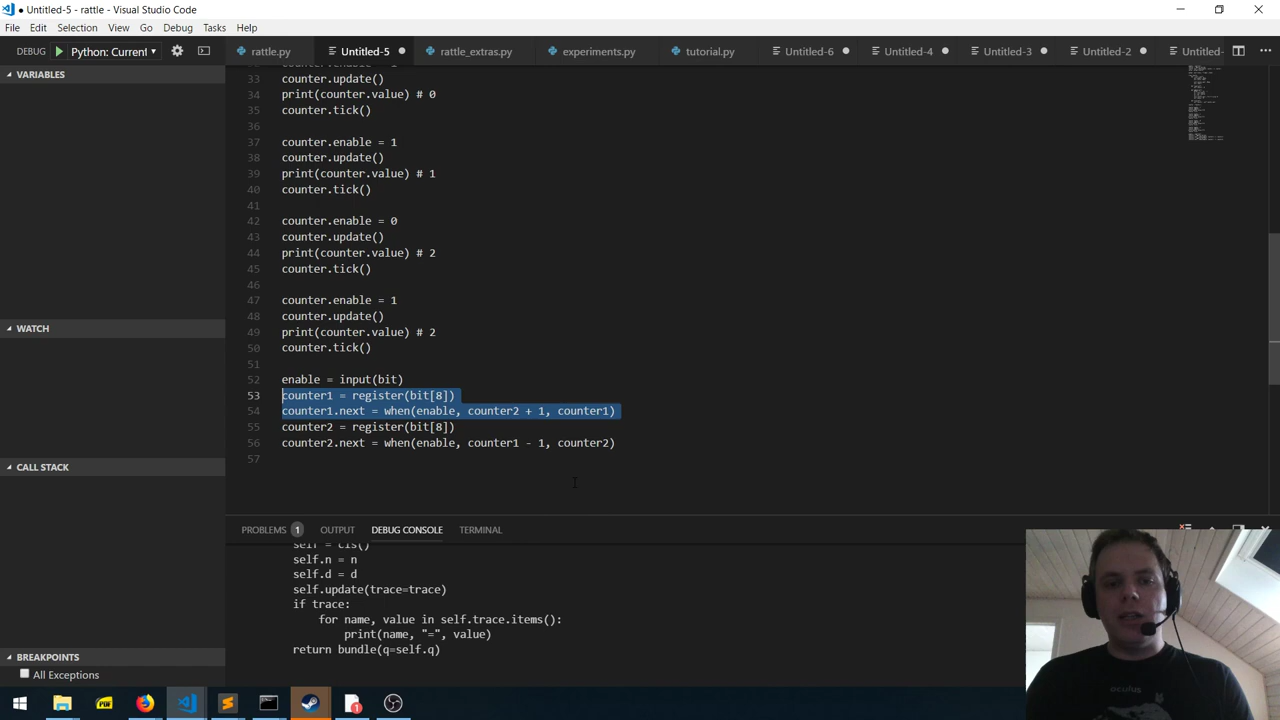 ● Untitled-5 - rattle - Visual Studio Code
File Edit Selection View Go Debug Tasks Help
DEBUG Python: Current
rattle.py Untitled-5 rattle_extras.py experiments.py tutorial.py Untitled-6 Untitled-4 Untitled-3 Untitled-2 Untitled-
VARIABLES
WATCH
CALL STACK
BREAKPOINTS
All Exceptions
33 counter.update()
34 print(counter.value) # 0
35 counter.tick()
36
37 counter.enable = 1
38 counter.update()
39 print(counter.value) # 1
40 counter.tick()
41
42 counter.enable = 0
43 counter.update()
44 print(counter.value) # 2
45 counter.tick()
46
47 counter.enable = 1
48 counter.update()
49 print(counter.value) # 2
50 counter.tick()
51
52 enable = input(bit)
53 counter1 = register(bit[8])
54 counter1.next = when(enable, counter2 + 1, counter1)
55 counter2 = register(bit[8])
56 counter2.next = when(enable, counter1 - 1, counter2)
57
PROBLEMS 1 OUTPUT DEBUG CONSOLE TERMINAL
self = cls()
self.n = n
self.d = d
self.update(trace=trace)
if trace:
for name, value in self.trace.items():
print(name, "=", value)
return bundle(q=self.q)
oculus